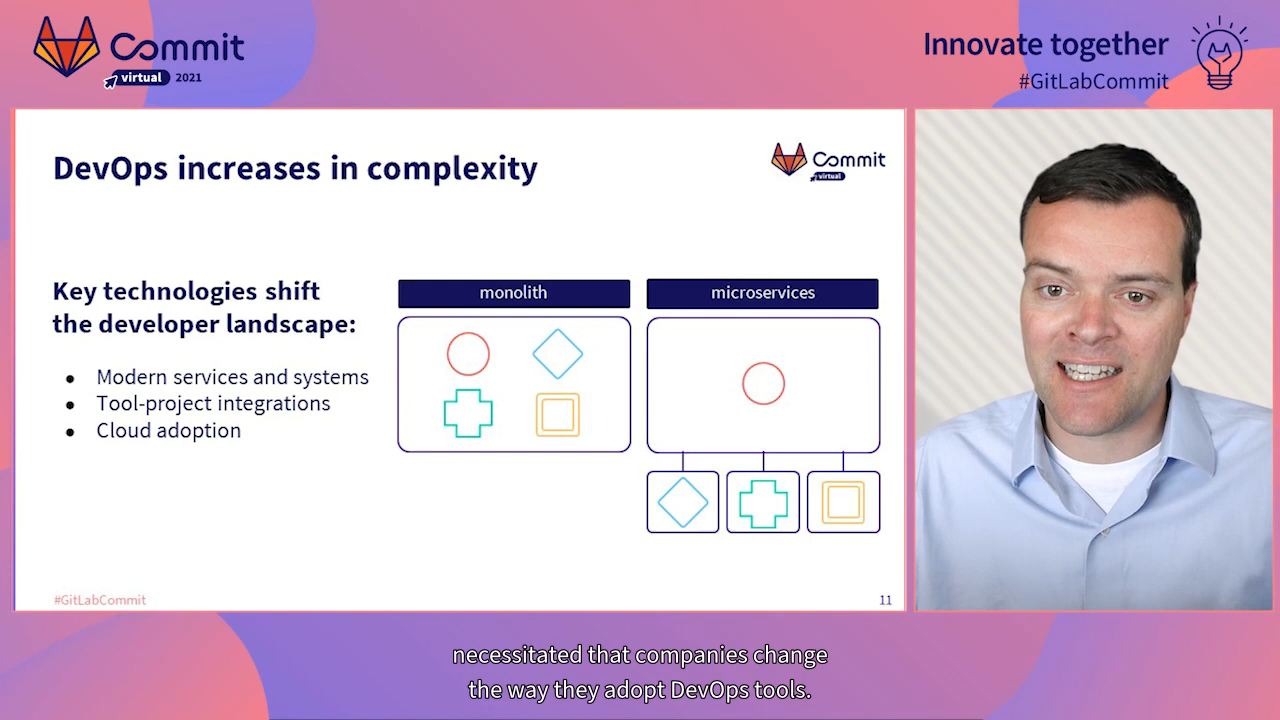 Commit
virtual 2021
Innovate together
#GitLabCommit
DevOps increases in complexity
Commit
virtual
Key technologies shift
the developer landscape:
• Modern services and systems
• Tool-project integrations
• Cloud adoption
monolith
microservices
#GitLabCommit
11
necessitated that companies change
the way they adopt DevOps tools.